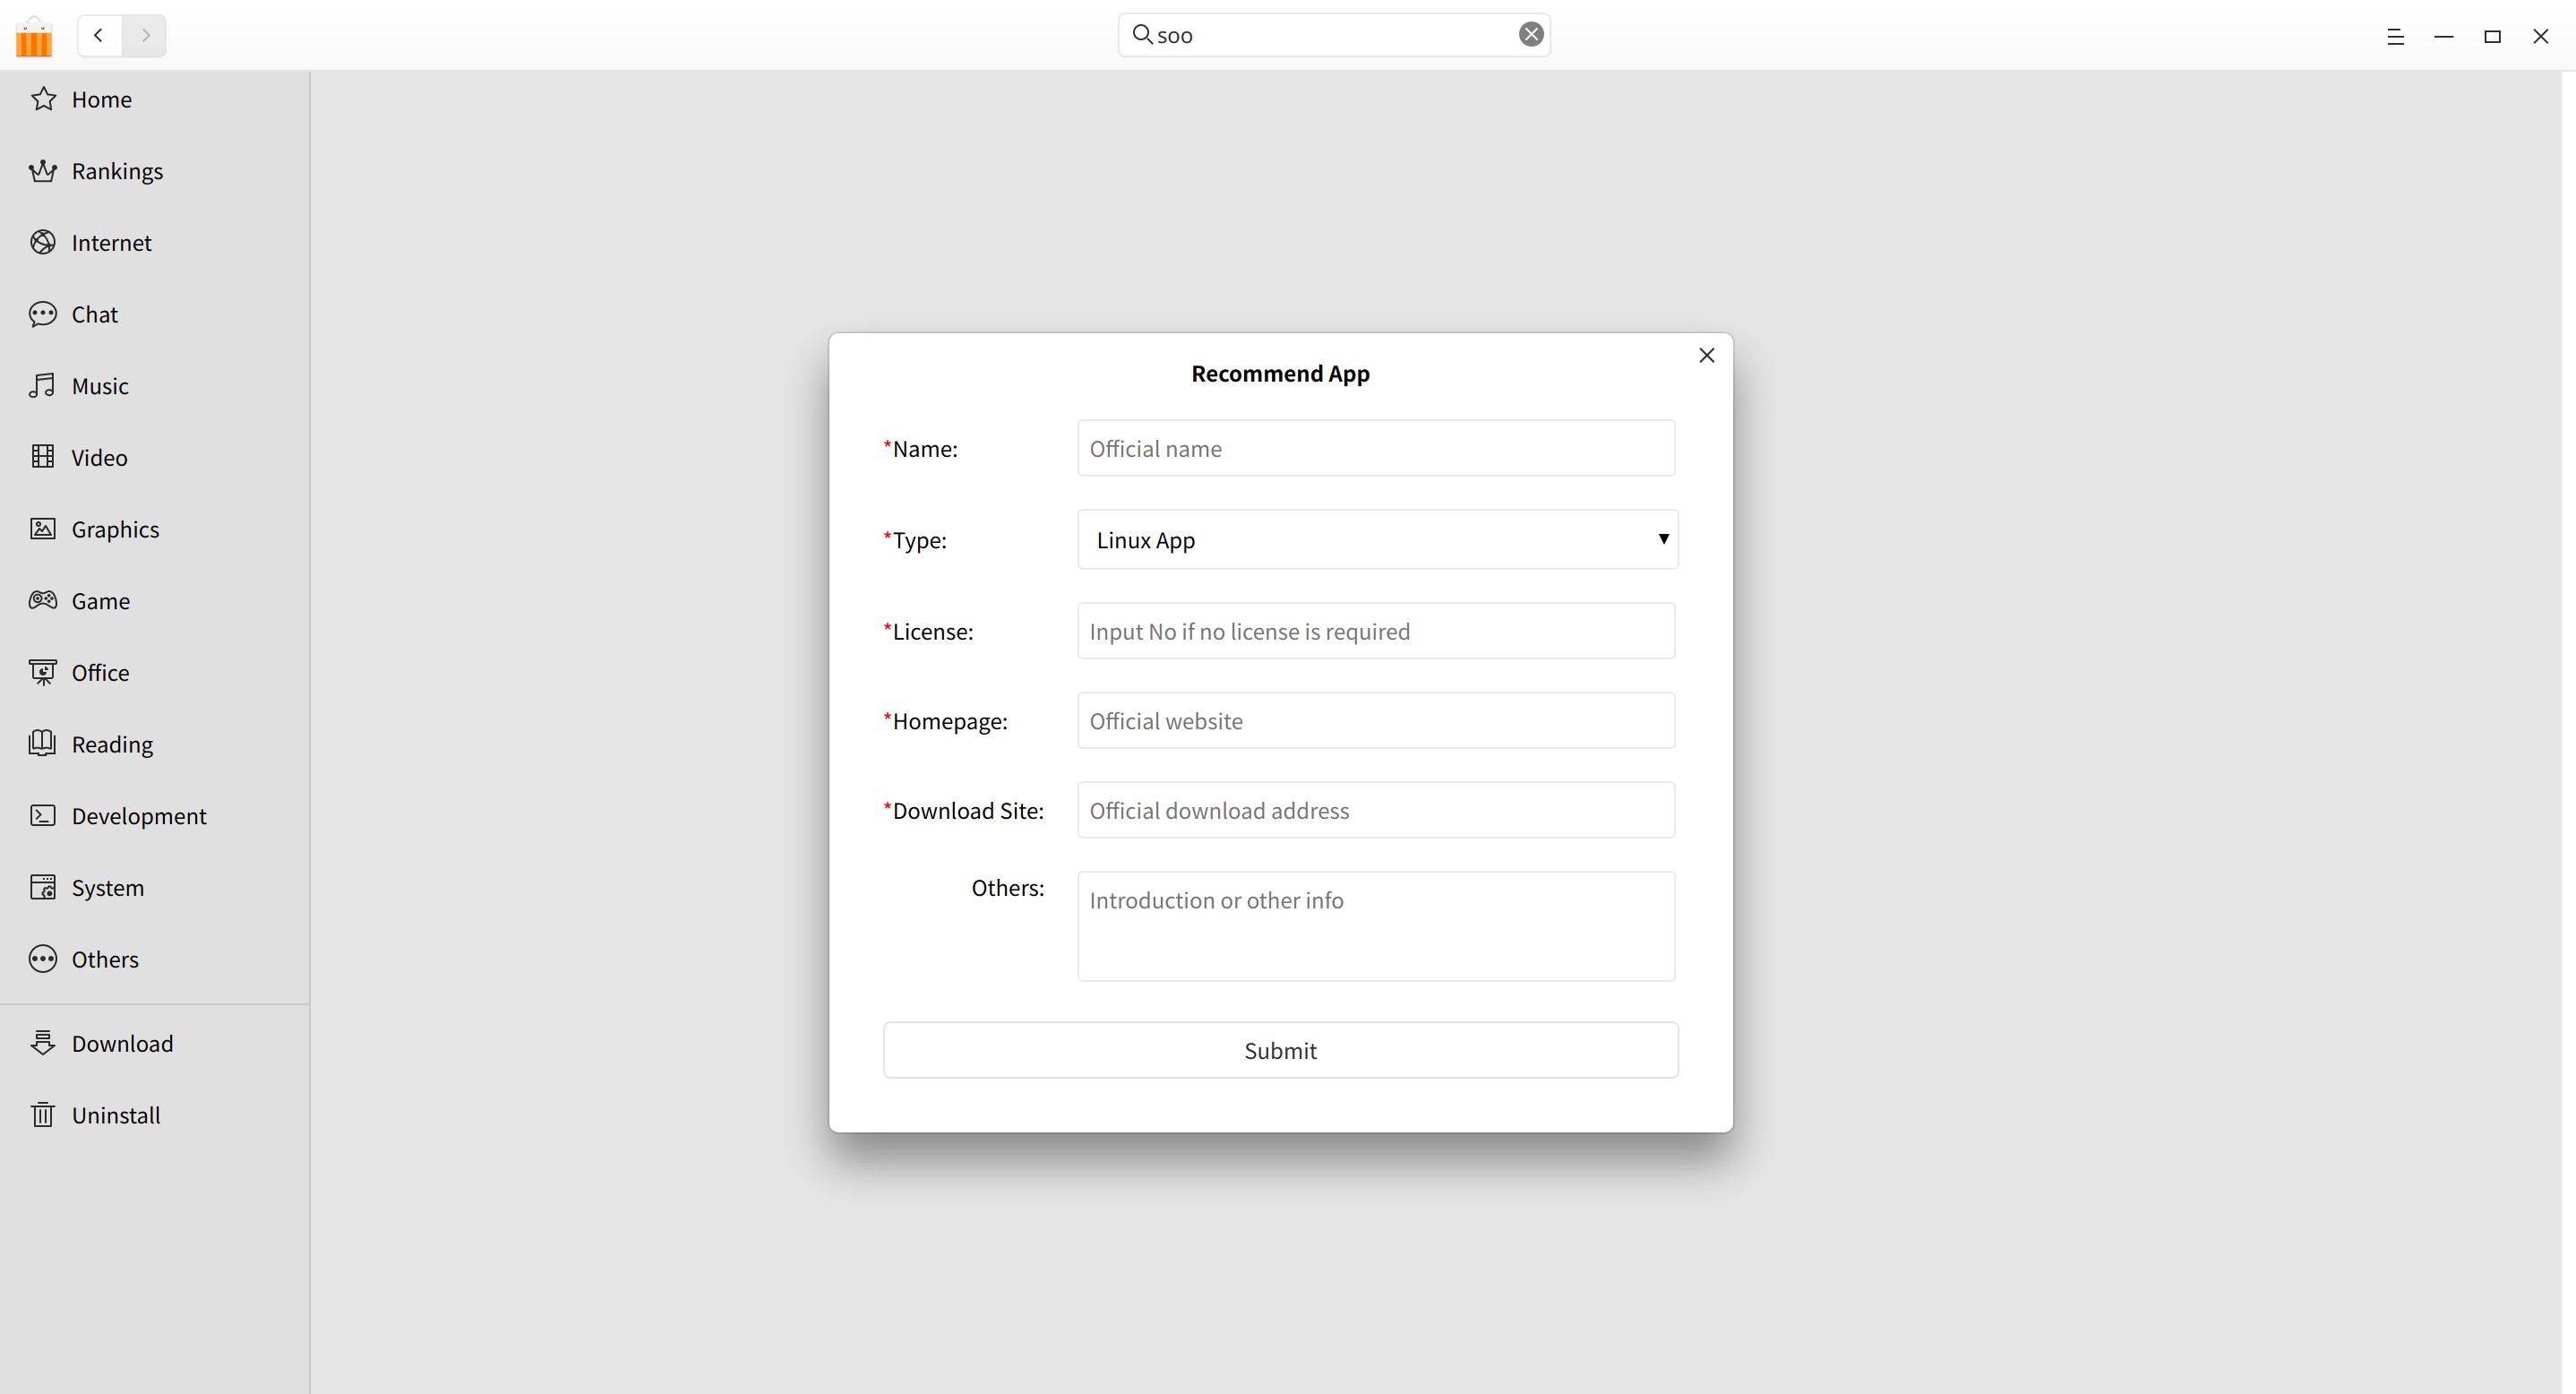 soo
Home
Rankings
Internet
Chat
Music
Video
Graphics
Game
Office
Reading
Development
System
Others
Download
Uninstall
Recommend App
*Name: Official name
*Type: Linux App
*License: Input No if no license is required
*Homepage: Official website
*Download Site: Official download address
Others: Introduction or other info
Submit